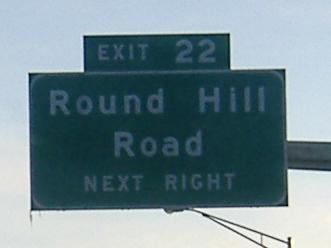 EXIT 22
Round Hill
Road
NEXT RIGHT